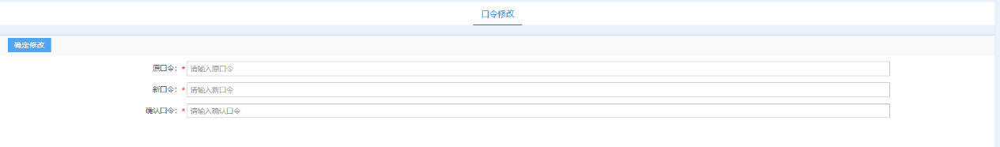 口令修改
确定修改
原口令：* 请输入原口令
新口令：* 请输入新口令
确认口令：* 请输入确认口令